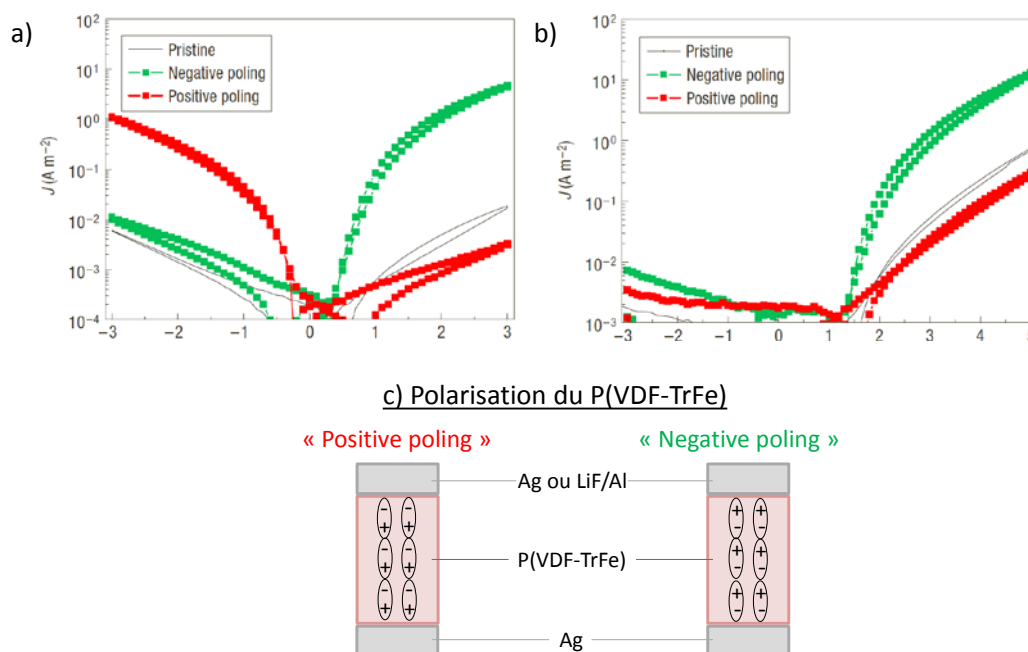 a)
10²
10¹
10⁰
10⁻¹
10⁻²
10⁻³
10⁻⁴
J (A m⁻²)
Pristine
Negative poling
Positive poling
−3 −2 −1 0 1 2 3
b)
10²
10¹
10⁰
10⁻¹
10⁻²
10⁻³
J (A m⁻²)
Pristine
Negative poling
Positive poling
−3 −2 −1 0 1 2 3 4 5
c) Polarisation du P(VDF-TrFe)
« Positive poling »
« Negative poling »
Ag ou LiF/Al
P(VDF-TrFe)
Ag
- -
+ +
- -
+ +
- -
+ +
+ +
- -
+ +
- -
+ +
- -